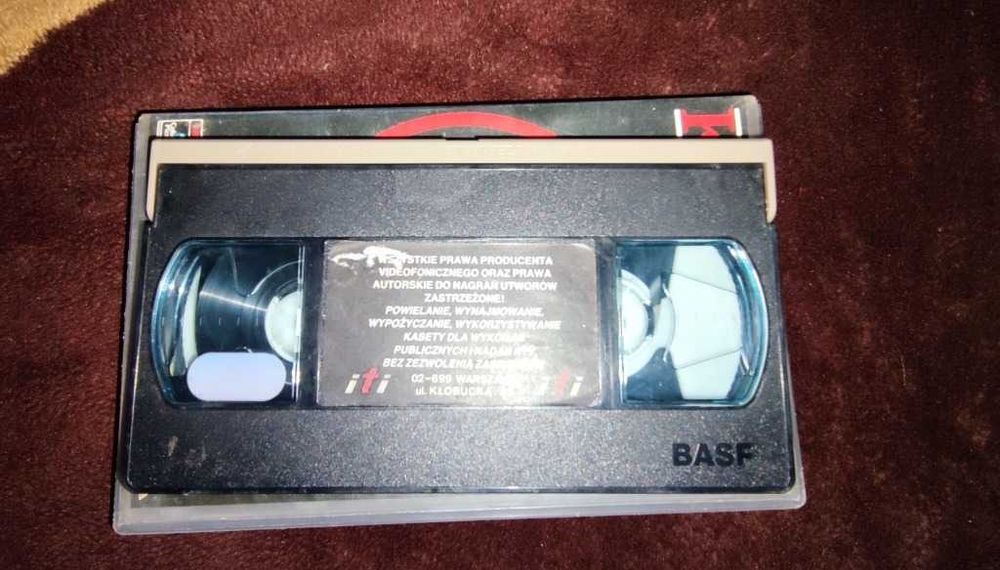 K
WSZYSTKIE PRAWA PRODUCENTA
VIDEOFONICZNEGO ORAZ PRAWA
AUTORSKIE DO NAGRAŃ UTWORÓW
ZASTRZEŻONE!
POWIELANIE, WYNAJMOWANIE,
WYPOŻYCZANIE, WYKORZYSTYWANIE
KASETY DLA
PUBLICZNYCH I
BEZ ZEZWOLENIA
iti 02-699 iti
ul. KŁOBUCKA
BASF